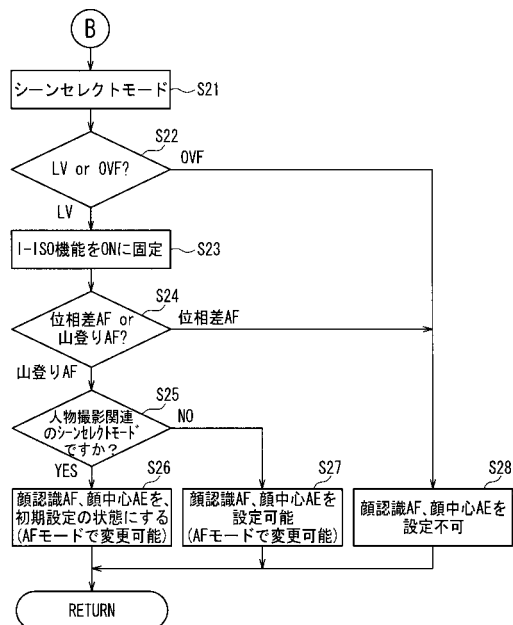 B
シーンセレクトモード
S21
S22
LV or OVF?
OVF
LV
I-ISO機能をONに固定
S23
S24
位相差AF or
山登りAF?
位相差AF
山登りAF
S25
人物撮影関連
のシーンセレクトモード
ですか?
NO
YES
S26
顔認識AF、顔中心AEを、
初期設定の状態にする
(AFモードで変更可能)
S27
顔認識AF、顔中心AEを
設定可能
(AFモードで変更可能)
S28
顔認識AF、顔中心AEを
設定不可
RETURN